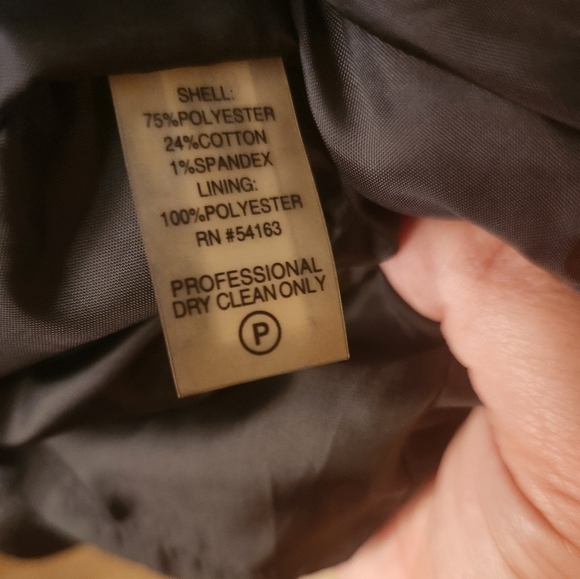 SHELL:
75%POLYESTER
24%COTTON
1%SPANDEX
LINING:
100%POLYESTER
RN #54163
PROFESSIONAL
DRY CLEAN ONLY
P